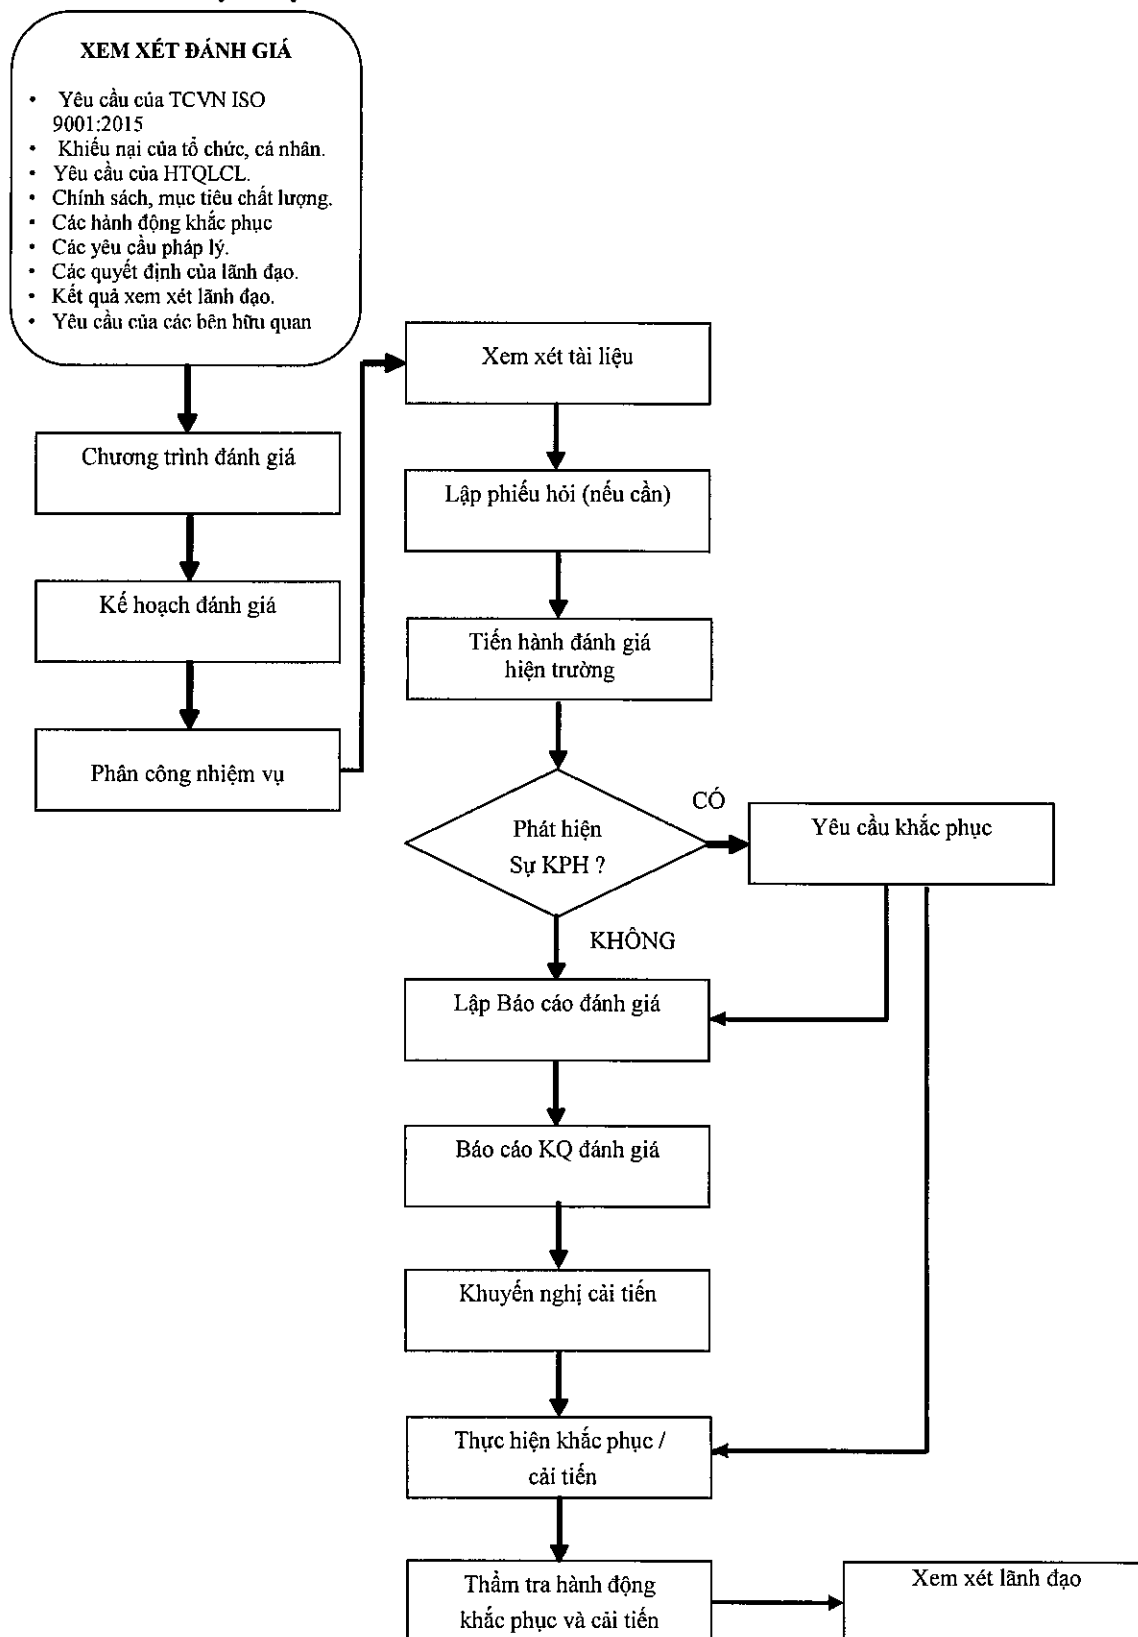 XEM XÉT ĐÁNH GIÁ
• Yêu cầu của TCVN ISO
9001:2015
• Khiếu nại của tổ chức, cá nhân.
• Yêu cầu của HTQLCL.
• Chính sách, mục tiêu chất lượng.
• Các hành động khắc phục
• Các yêu cầu pháp lý.
• Các quyết định của lãnh đạo.
• Kết quả xem xét lãnh đạo.
• Yêu cầu của các bên hữu quan
Chương trình đánh giá
Kế hoạch đánh giá
Phân công nhiệm vụ
Xem xét tài liệu
Lập phiếu hỏi (nếu cần)
Tiến hành đánh giá
hiện trường
Phát hiện
Sự KPH ?
CÓ
Yêu cầu khắc phục
KHÔNG
Lập Báo cáo đánh giá
Báo cáo KQ đánh giá
Khuyến nghị cải tiến
Thực hiện khắc phục /
cải tiến
Thẩm tra hành động
khắc phục và cải tiến
Xem xét lãnh đạo